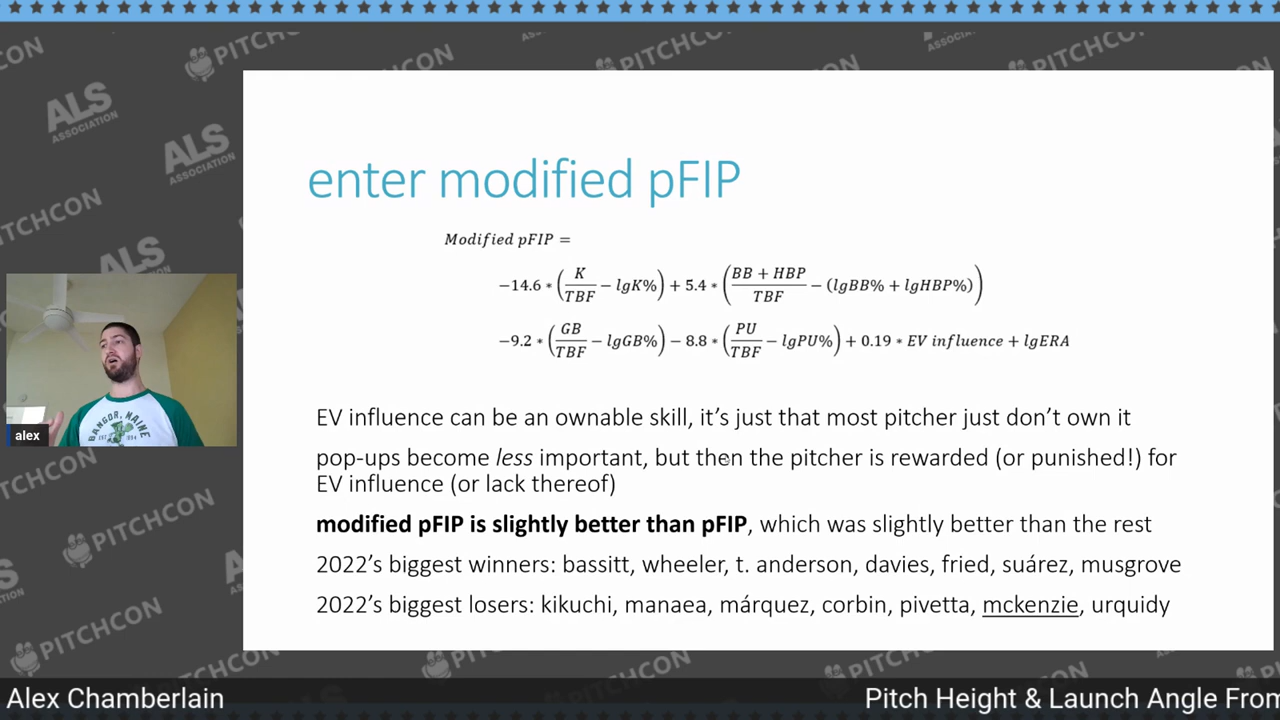 PITCHCON
ALS
ASSOCIATION
enter modified pFIP
Modified pFIP =
−14.6 * (K/TBF − lgK%) + 5.4 * (BB + HBP/TBF − (lgBB% + lgHBP%))
−9.2 * (GB/TBF − lgGB%) − 8.8 * (PU/TBF − lgPU%) + 0.19 * EV influence + lgERA
EV influence can be an ownable skill, it's just that most pitcher just don't own it
pop-ups become less important, but then the pitcher is rewarded (or punished!) for
EV influence (or lack thereof)
modified pFIP is slightly better than pFIP, which was slightly better than the rest
2022's biggest winners: bassitt, wheeler, t. anderson, davies, fried, suárez, musgrove
2022's biggest losers: kikuchi, manaea, márquez, corbin, pivetta, mckenzie, urquidy
BANGOR, MAINE
alex
Alex Chamberlain
Pitch Height & Launch Angle From